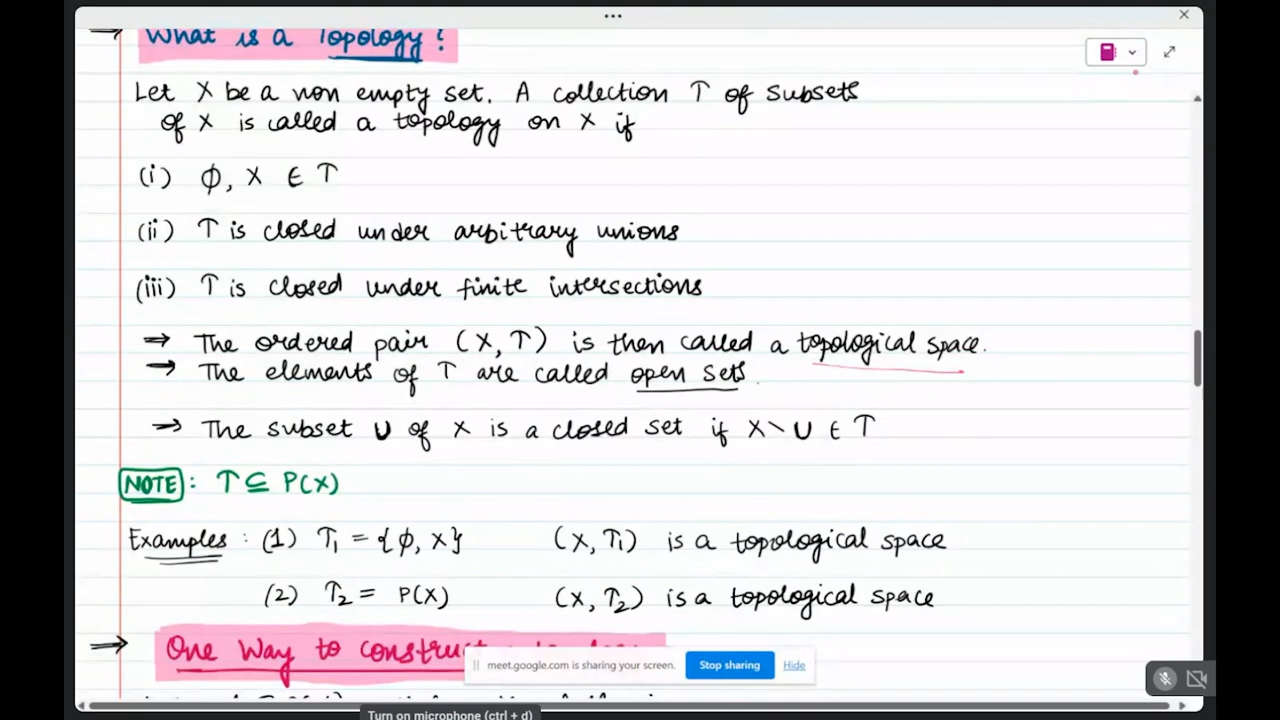 → What is a Topology?
Let X be a non empty set. A collection T of subsets
of X is called a topology on X if
(i) ϕ, X ∈ T
(ii) T is closed under arbitrary unions
(iii) T is closed under finite intersections
→ The ordered pair (X, T) is then called a topological space.
→ The elements of T are called open sets.
→ The subset U of X is a closed set if X∖U ∈ T
NOTE: T ⊆ P(X)
Examples: (1) T₁ = {ϕ, X} (X, T₁) is a topological space
(2) T₂ = P(X) (X, T₂) is a topological space
→ One Way to construct
meet.google.com is sharing your screen. Stop sharing Hide
Turn on microphone (ctrl + d)